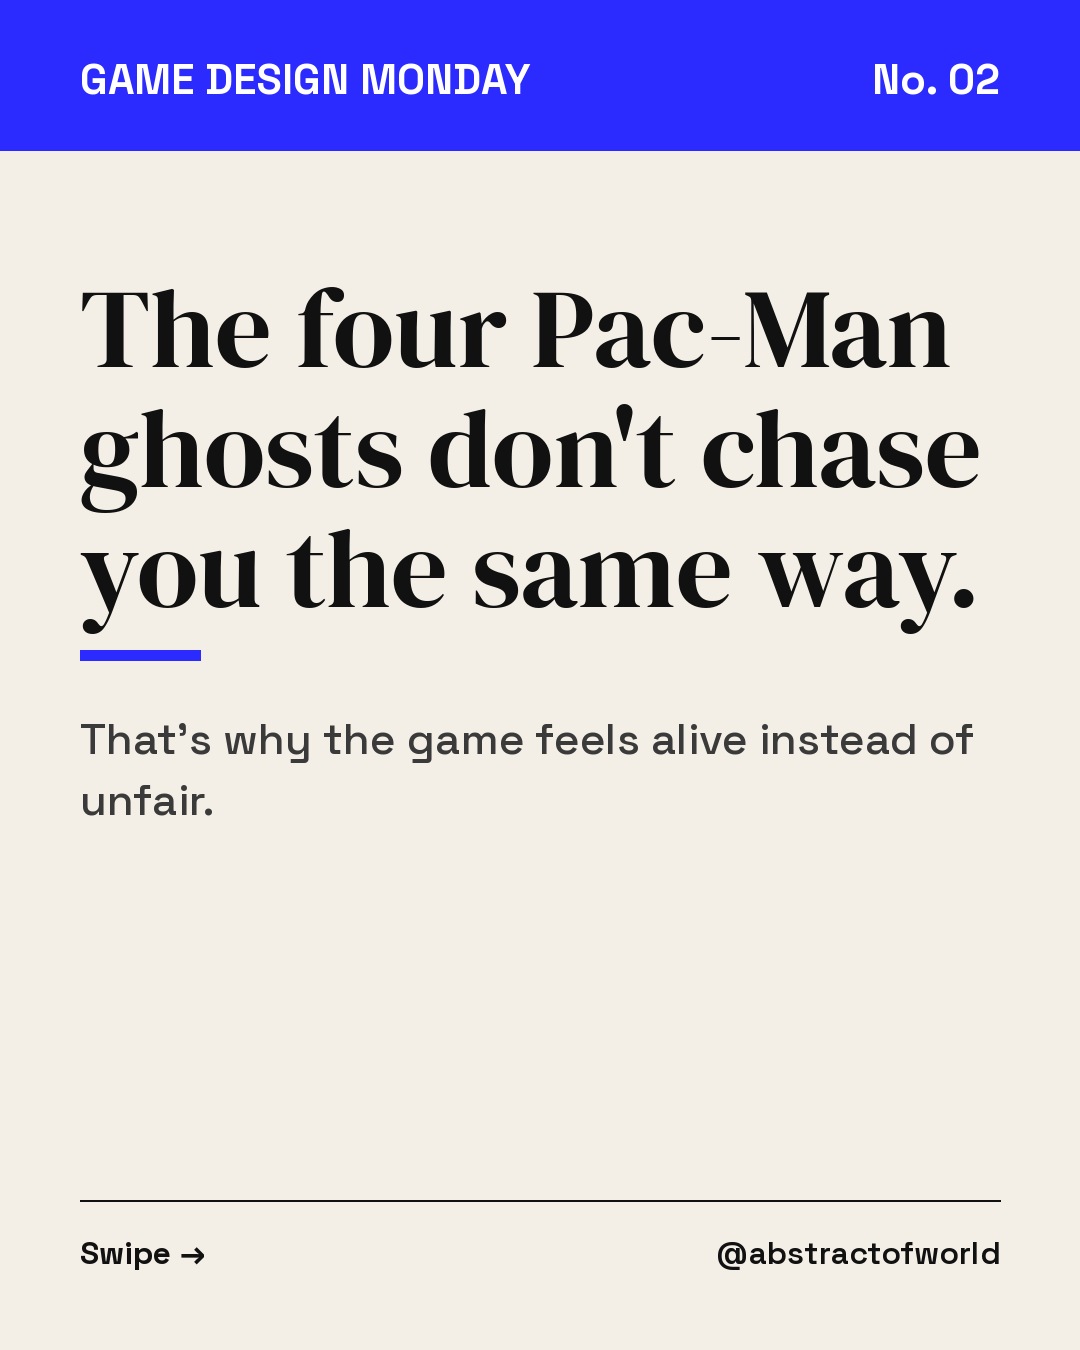 GAME DESIGN MONDAY
No. 02
The four Pac-Man
ghosts don't chase
you the same way.
That’s why the game feels alive instead of
unfair.
Swipe →
@abstractofworld